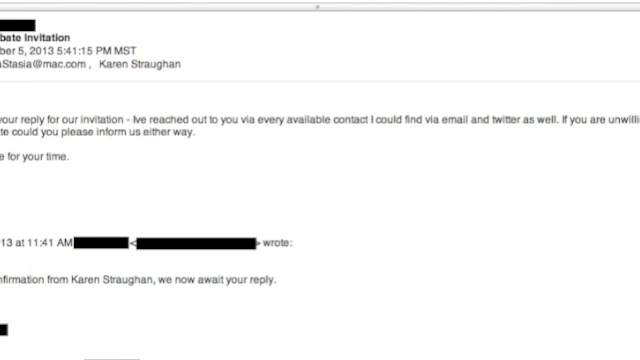 bate Invitation
ber 5, 2013 5:41:15 PM MST
aStasia@mac.com , Karen Straughan
your reply for our invitation - Ive reached out to you via every available contact I could find via email and twitter as well. If you are unwilli
te could you please inform us either way.
e for your time.
13 at 11:41 AM < > wrote:
nfirmation from Karen Straughan, we now await your reply.